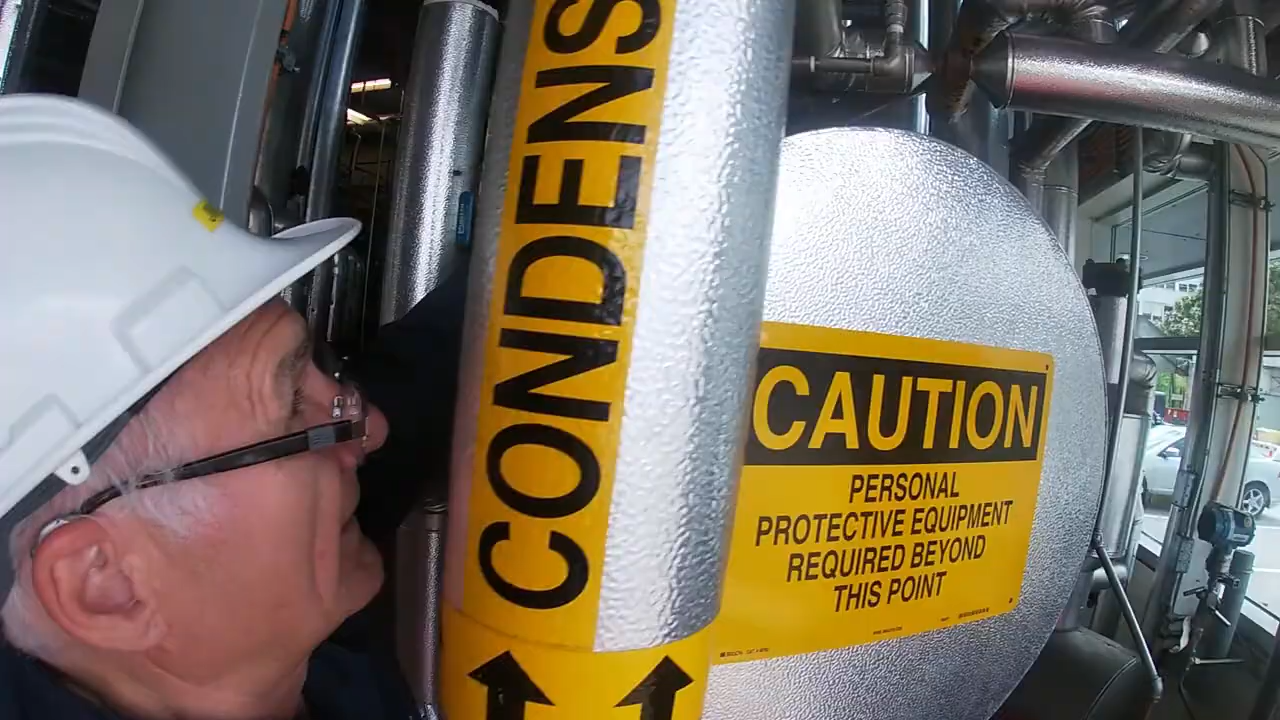 CONDENS
CAUTION
PERSONAL
PROTECTIVE EQUIPMENT
REQUIRED BEYOND
THIS POINT